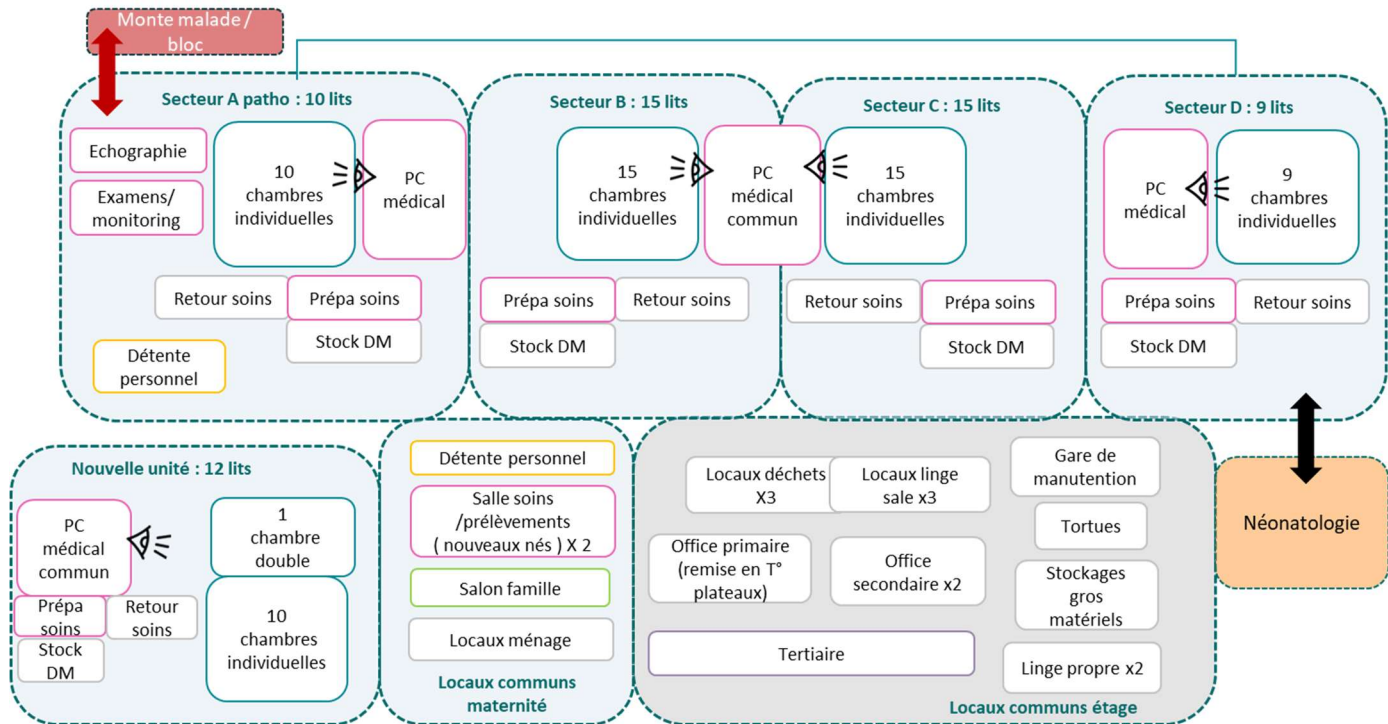 Monte malade /
bloc
Secteur A patho : 10 lits
Echographie
Examens/
monitoring
10
chambres
individuelles
PC
médical
Retour soins
Prépa soins
Stock DM
Détente
personnel
Secteur B : 15 lits
15
chambres
individuelles
PC
médical
commun
Prépa soins
Retour soins
Stock DM
Secteur C : 15 lits
15
chambres
individuelles
Retour soins
Prépa soins
Stock DM
Secteur D : 9 lits
PC
médical
9
chambres
individuelles
Prépa soins
Retour soins
Stock DM
Nouvelle unité : 12 lits
PC
médical
commun
1
chambre
double
Prépa
soins
Retour
soins
Stock
DM
10
chambres
individuelles
Détente personnel
Salle soins
/prélèvements
( nouveaux nés ) X 2
Salon famille
Locaux ménage
Locaux communs
maternité
Locaux déchets
X3
Locaux linge
sale x3
Gare de
manutention
Tortues
Office primaire
(remise en T°
plateaux)
Office
secondaire x2
Stockages
gros
matériels
Tertiaire
Linge propre x2
Locaux communs étage
Néonatologie